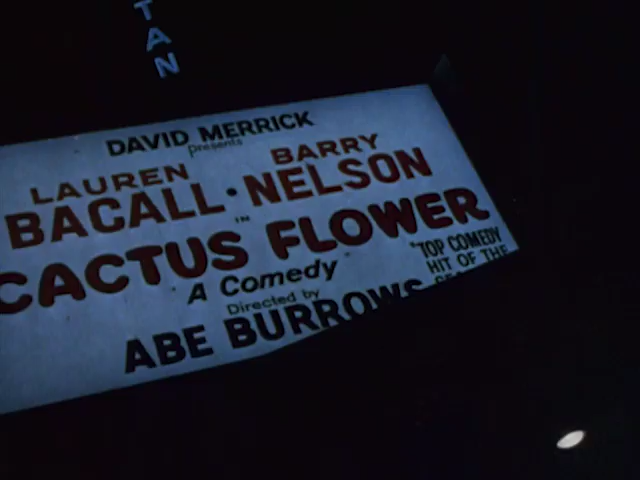 TAN
DAVID MERRICK
presents
LAUREN BARRY
BACALL • NELSON
IN
CACTUS FLOWER
A Comedy
Directed by
ABE BURROWS
"TOP COMEDY
HIT OF THE